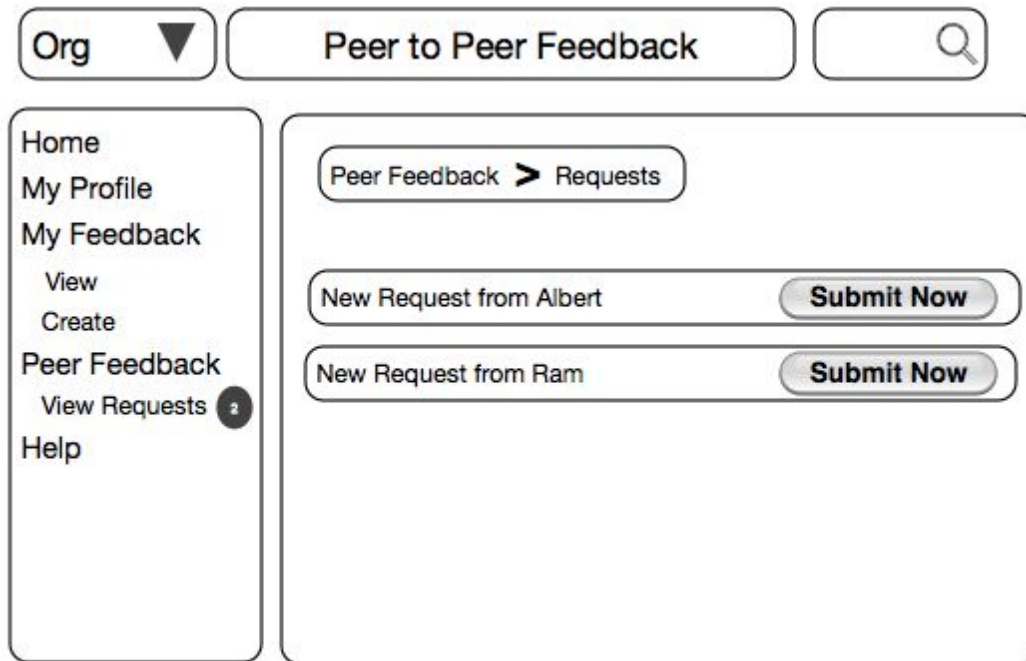 Org
Peer to Peer Feedback
Home
My Profile
My Feedback
View
Create
Peer Feedback
View Requests 2
Help
Peer Feedback > Requests
New Request from Albert
Submit Now
New Request from Ram
Submit Now